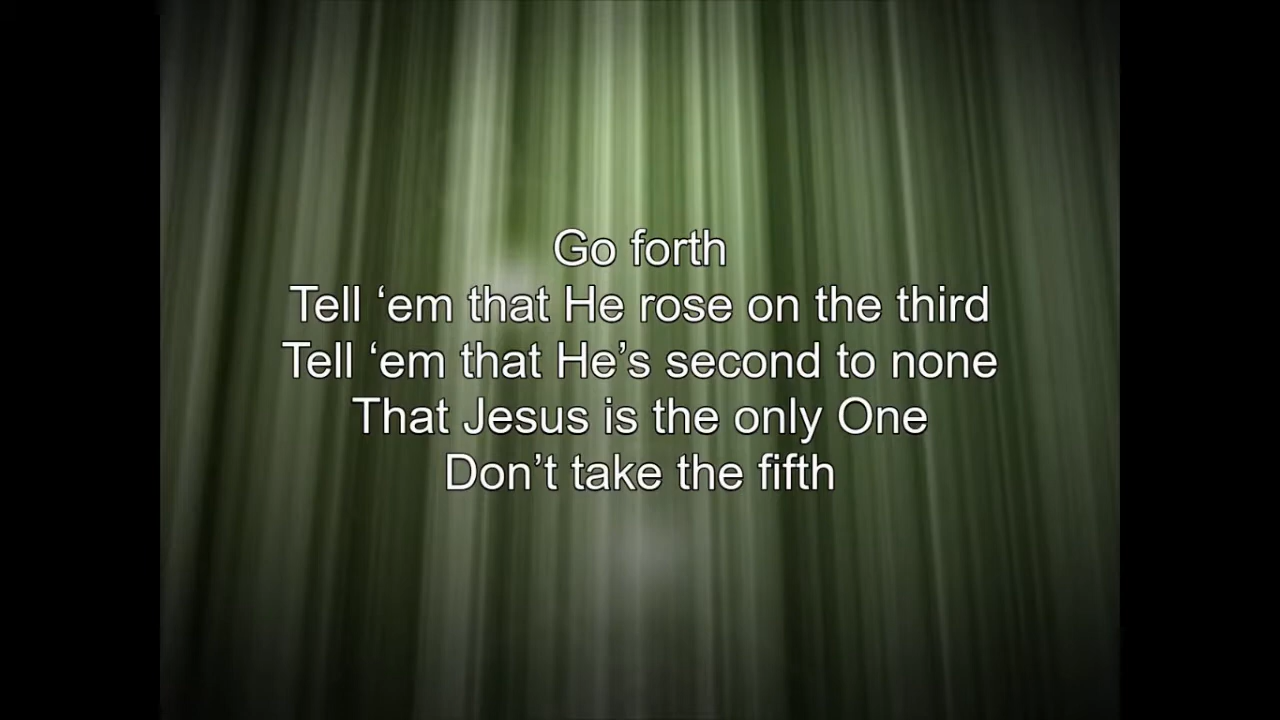 Go forth
Tell ‘em that He rose on the third
Tell ‘em that He’s second to none
That Jesus is the only One
Don’t take the fifth